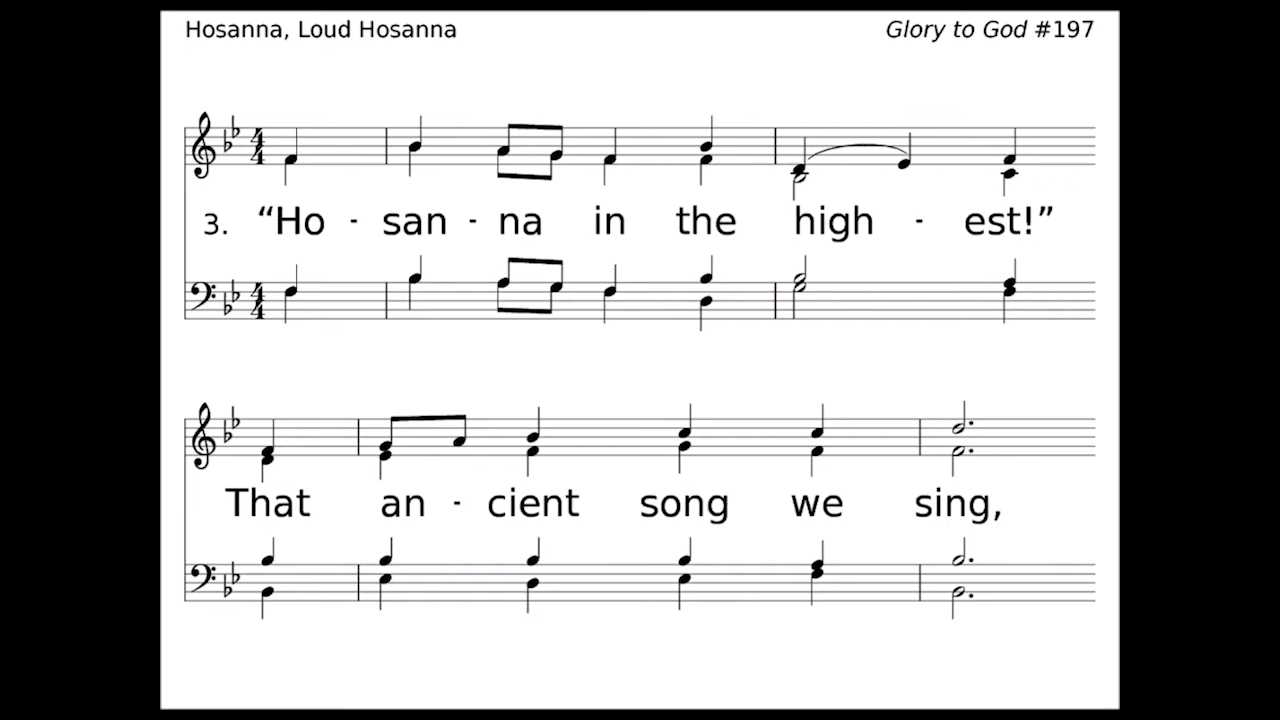 Hosanna, Loud Hosanna
Glory to God #197
3. “Ho - san - na in the high - est!”
That an - cient song we sing,